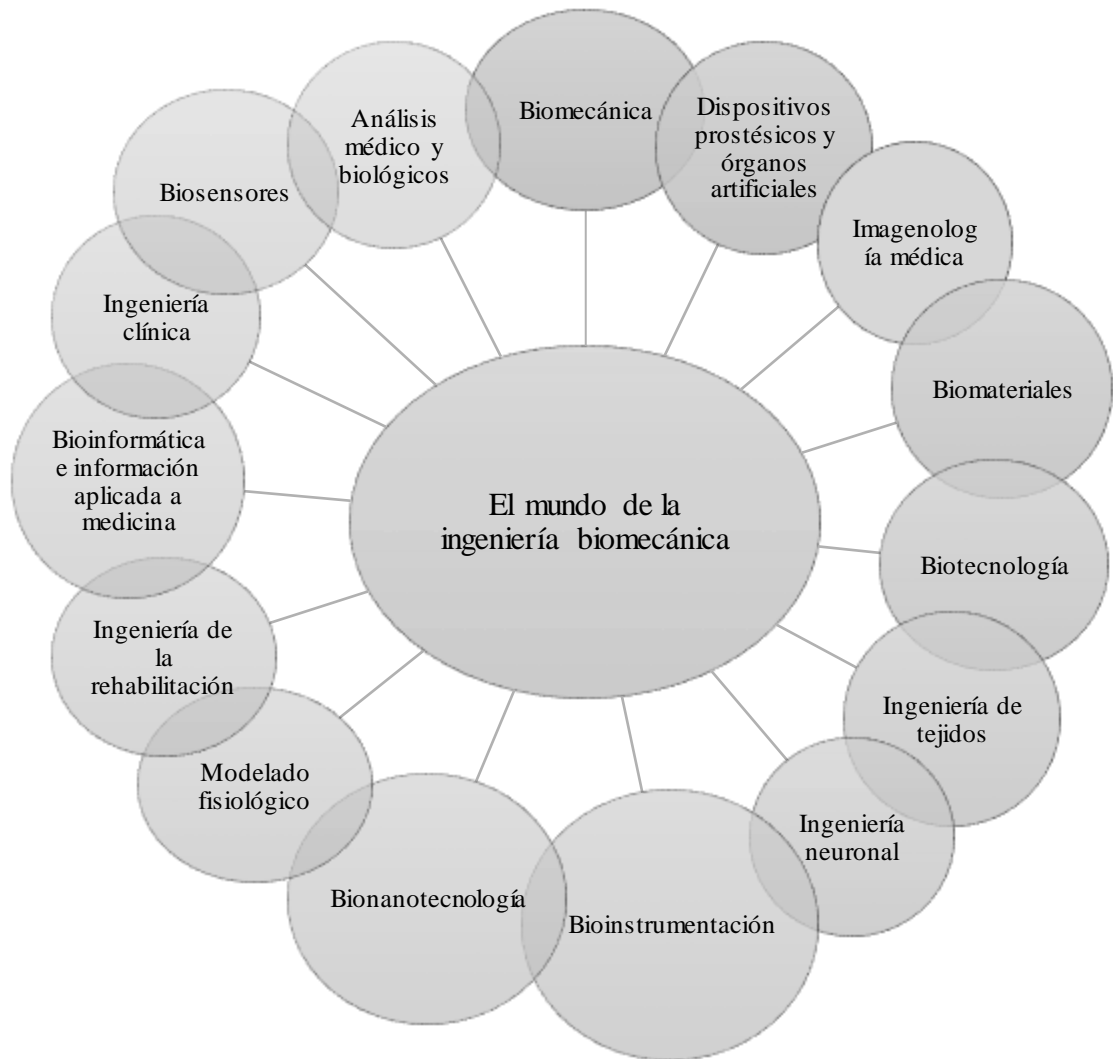 Biomecánica
Dispositivos
prostésicos y
órganos
artificiales
Imagenolog
ía médica
Biomateriales
Biotecnología
Ingeniería de
tejidos
Ingeniería
neuronal
Bioinstrumentación
Bionanotecnología
Modelado
fisiológico
Ingeniería de
la
rehabilitación
Bioinformática
e información
aplicada a
medicina
Ingeniería
clínica
Biosensores
Análisis
médico y
biológicos
El mundo de la
ingeniería biomecánica